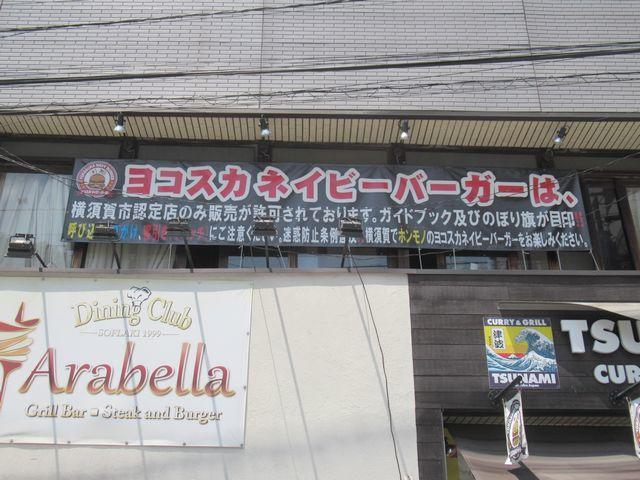 ヨコスカネイビーバーガーは、
横須賀市認定店のみ販売が許可されております。ガイドブック及びのぼり旗が目印!!
にて注意ください。迷惑防止条例 横須賀でホンモノのヨコスカネイビーバーガーをお楽しみください。
Dining Club
SOFLAKI 1999
Arabella
Grill Bar ■ Steak and Burger
CURRY & GRILL
津波
TSUNAMI
TSU
CUR